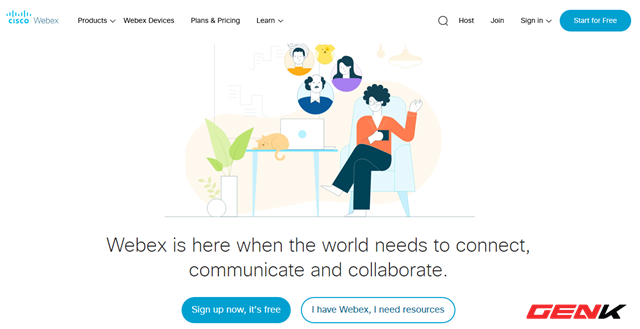 CISCO Webex
Products
Webex Devices
Plans & Pricing
Learn
Host
Join
Sign in
Start for Free
Webex is here when the world needs to connect,
communicate and collaborate.
Sign up now, it's free
I have Webex, I need resources
GENK